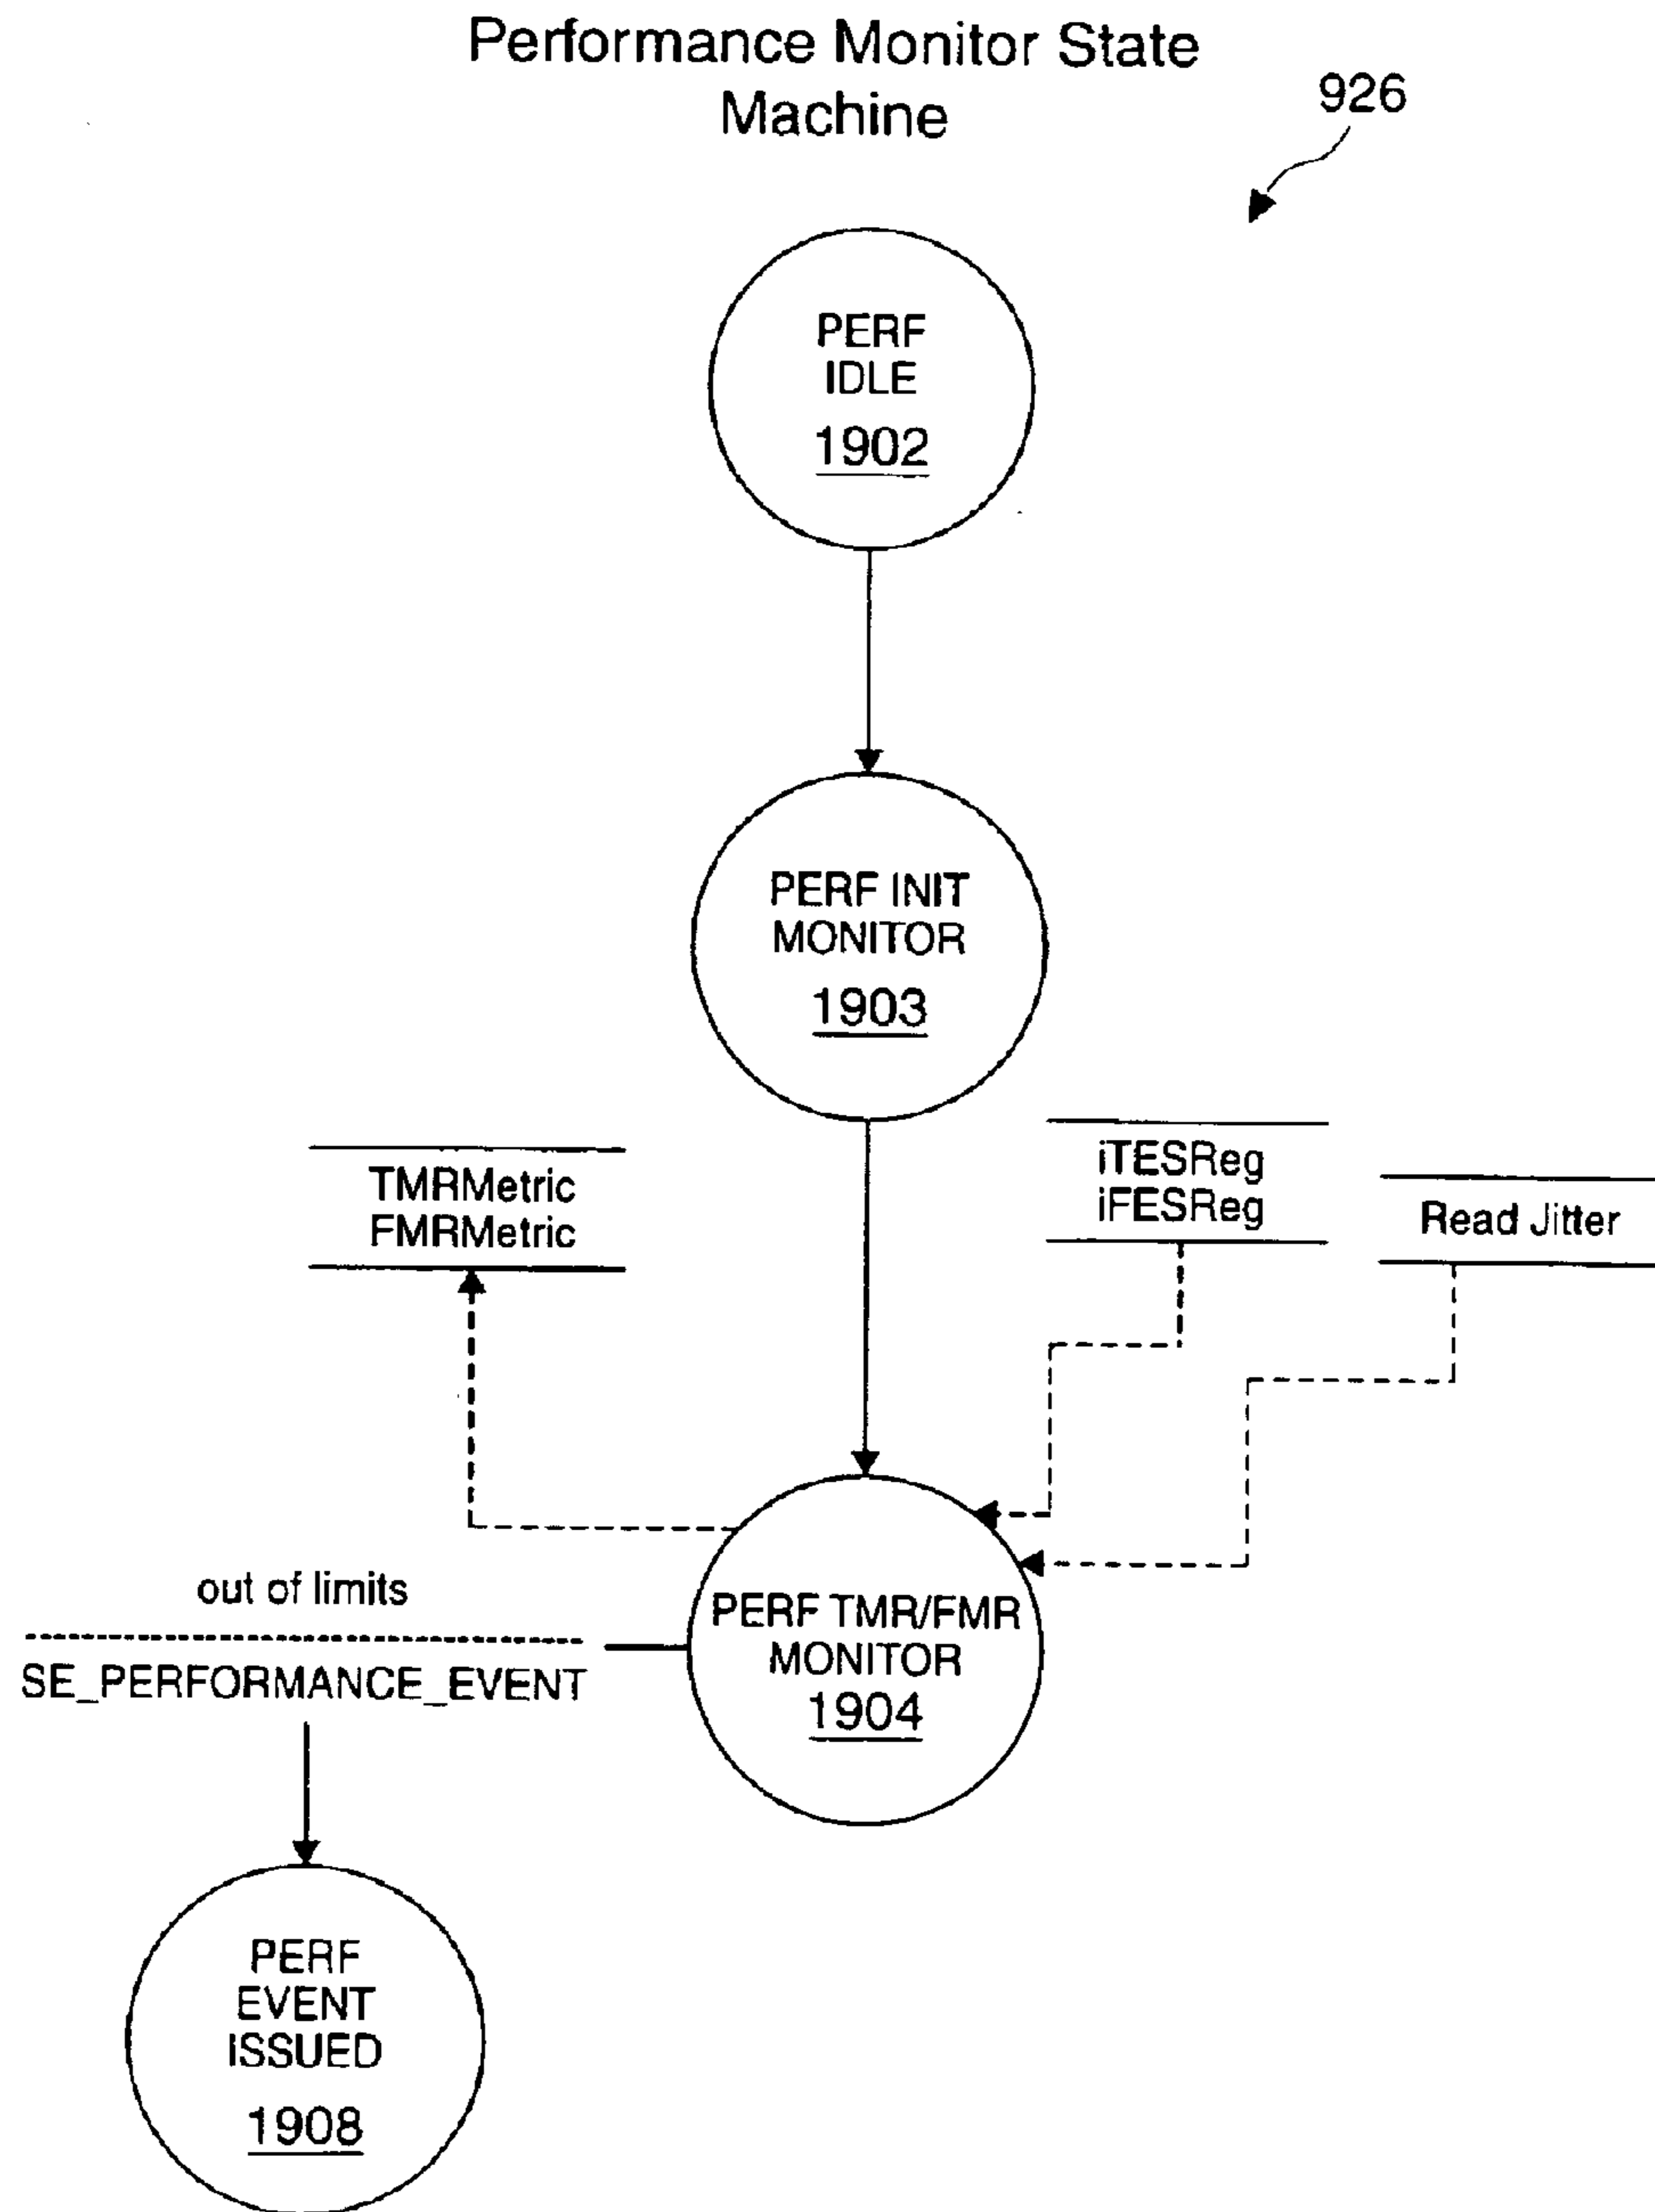 Performance Monitor State
Machine
926
PERF
IDLE
1902
PERF INIT
MONITOR
1903
TMRMetric
FMRMetric
iTESReg
iFESReg
Read Jitter
out of limits
SE_PERFORMANCE_EVENT
PERF TMR/FMR
MONITOR
1904
PERF
EVENT
ISSUED
1908